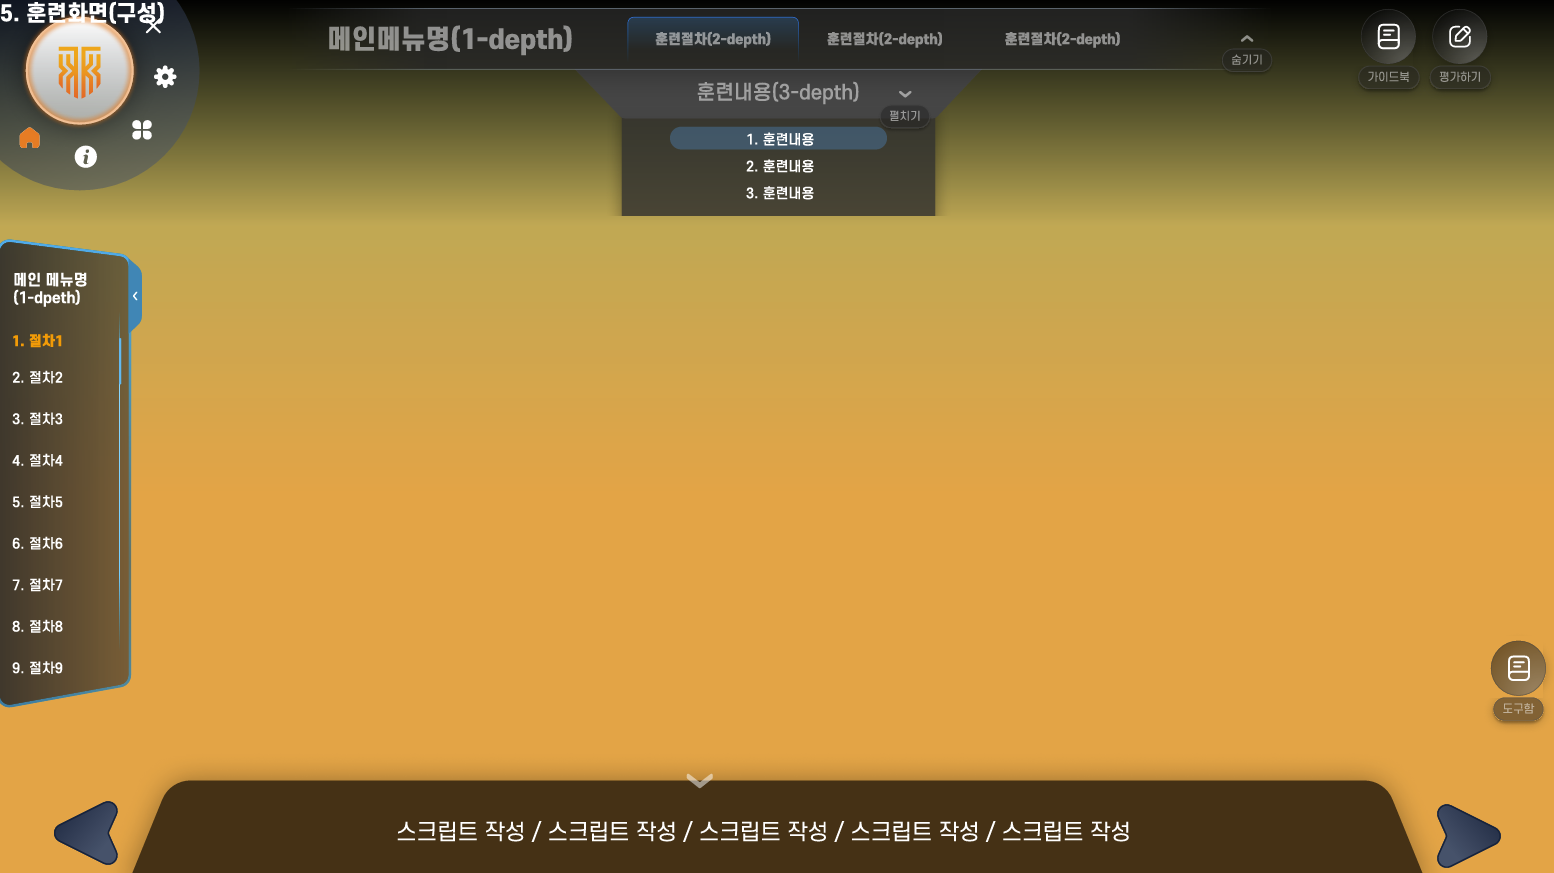 5. 훈련화면(구성)
메인메뉴명(1-depth)
훈련절차(2-depth)
훈련절차(2-depth)
훈련절차(2-depth)
숨기기
가이드북
평가하기
훈련내용(3-depth)
펼치기
1. 훈련내용
2. 훈련내용
3. 훈련내용
메인 메뉴명
(1-dpeth)
1. 절차1
2. 절차2
3. 절차3
4. 절차4
5. 절차5
6. 절차6
7. 절차7
8. 절차8
9. 절차9
도구함
스크립트 작성 / 스크립트 작성 / 스크립트 작성 / 스크립트 작성 / 스크립트 작성